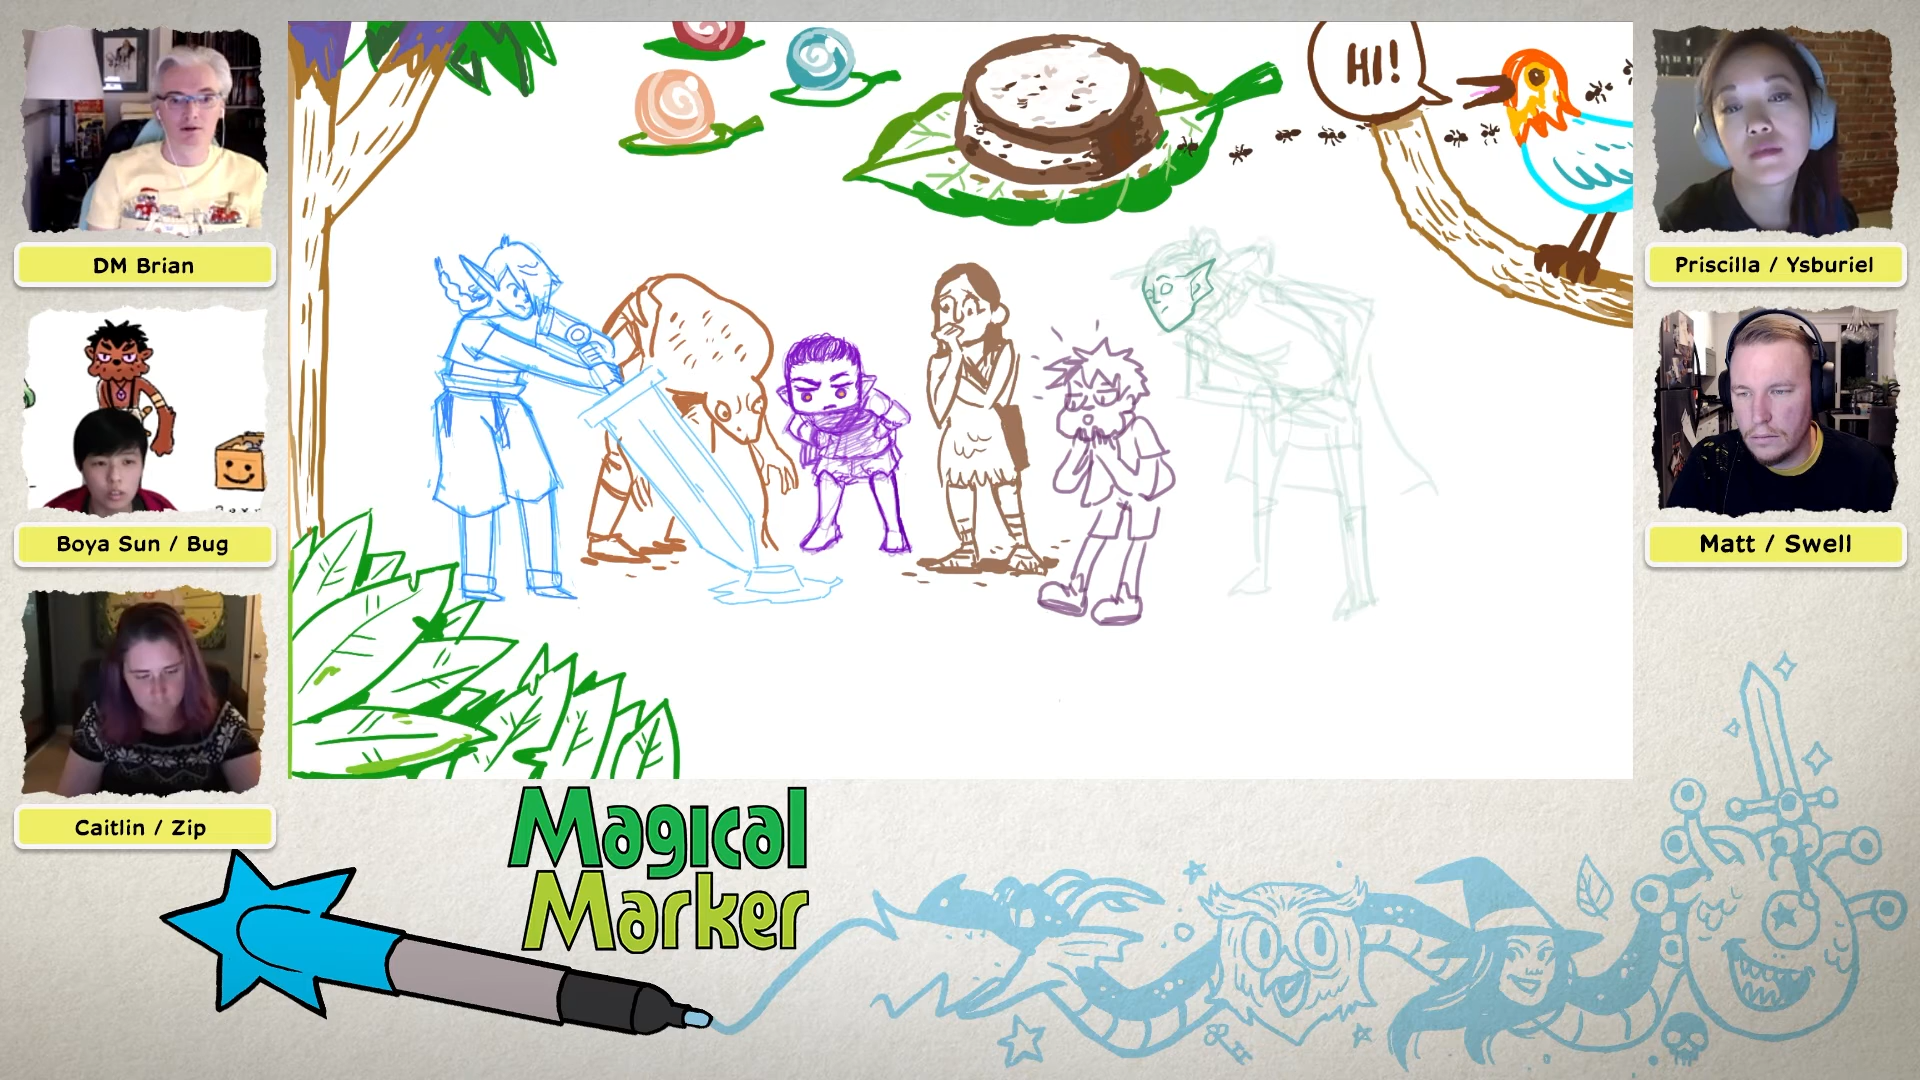 HI!
DM Brian
Priscilla / Ysburiel
Boya Sun / Bug
Matt / Swell
Caitlin / Zip
Magical
Marker